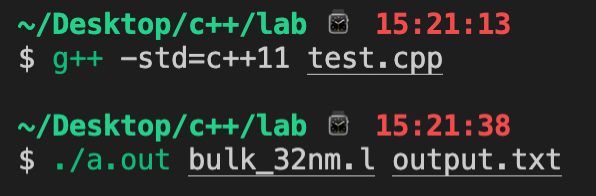 ~/Desktop/c++/lab ⌚ 15:21:13
$ g++ -std=c++11 test.cpp
~/Desktop/c++/lab ⌚ 15:21:38
$ ./a.out bulk_32nm.l output.txt